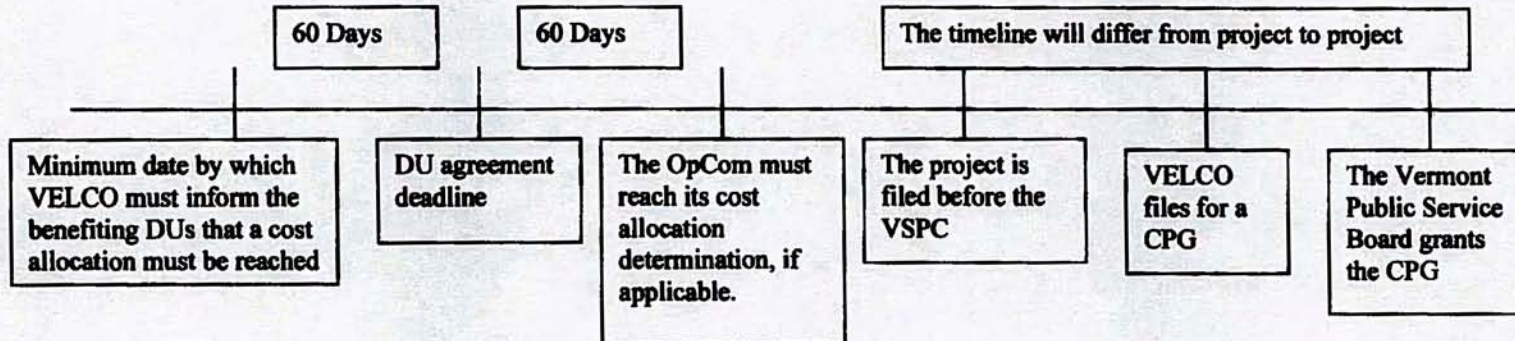 60 Days
60 Days
The timeline will differ from project to project
Minimum date by which
VELCO must inform the
benefiting DUs that a cost
allocation must be reached
DU agreement
deadline
The OpCom must
reach its cost
allocation
determination, if
applicable.
The project is
filed before the
VSPC
VELCO
files for a
CPG
The Vermont
Public Service
Board grants
the CPG